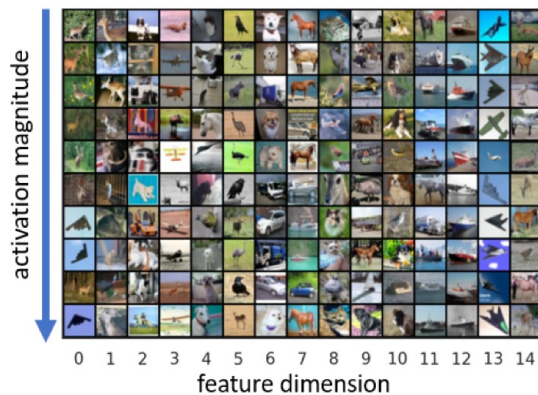 activation magnitude
0 1 2 3 4 5 6 7 8 9 10 11 12 13 14
feature dimension